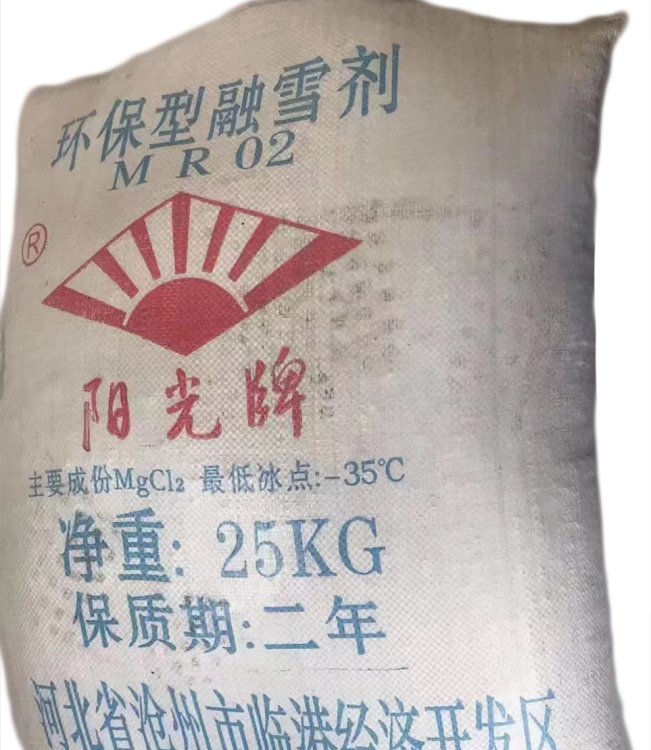 环保型融雪剂
MR02
®
阳光牌
主要成份MgCl₂ 最低冰点:-35℃
净重: 25KG
保质期:二年
河北省沧州市临港经济开发区